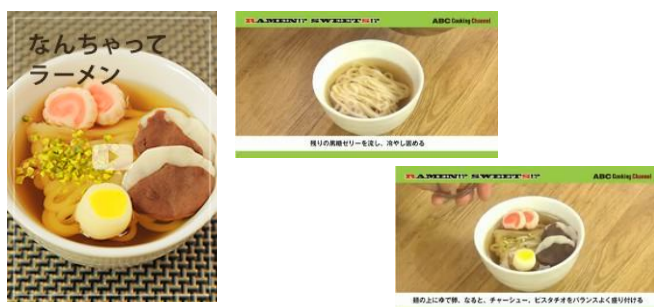 なんちゃって
ラーメン
RAMEN!? SWEETS!?
ABC Cooking Channel
残りの黒糖ゼリーを流し、冷やし固める
RAMEN!? SWEETS!?
ABC Cooking Channel
麺の上にゆで卵、なると、チャーシュー、ピスタチオをバランスよく盛り付ける